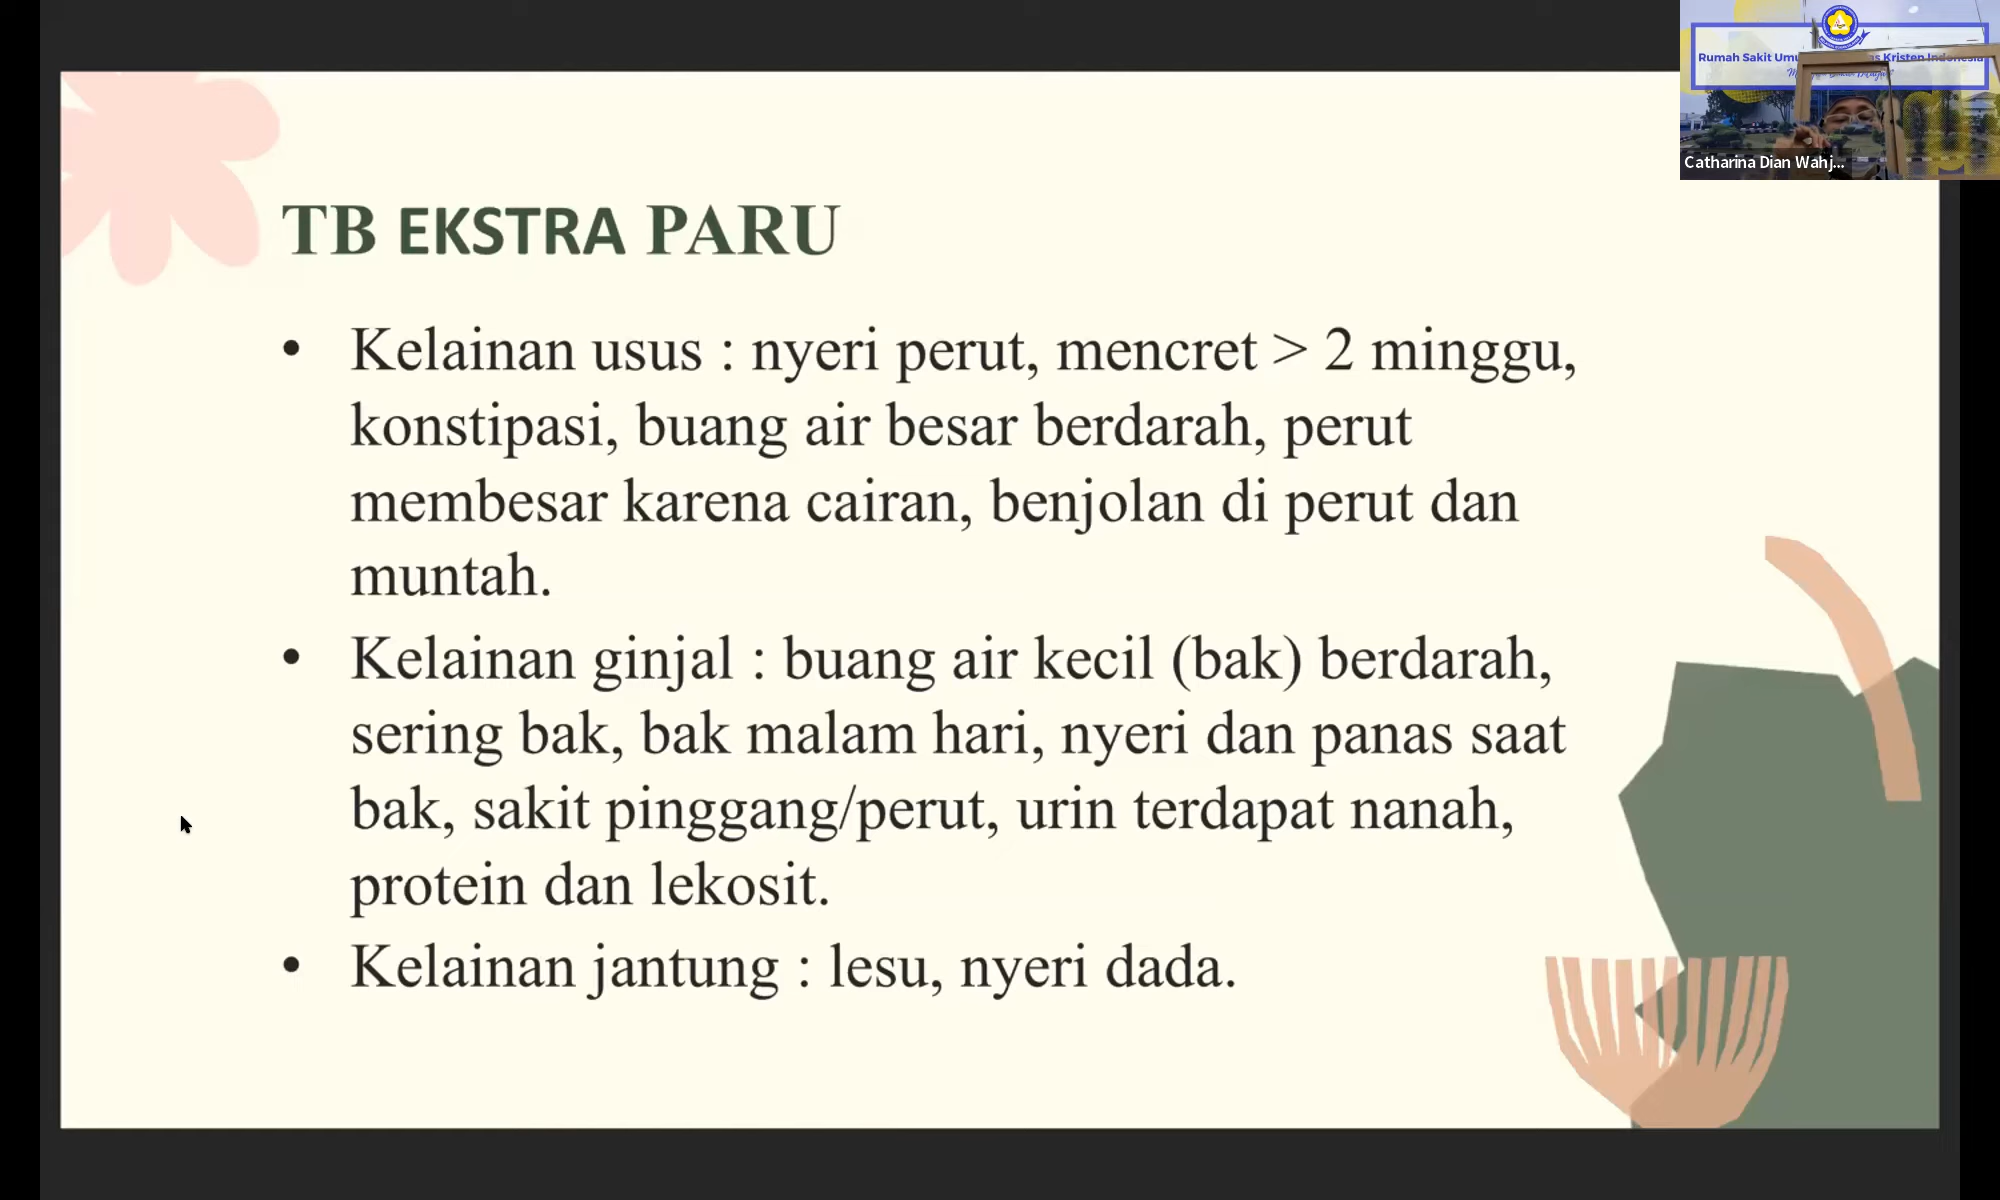 Rumah Sakit Umu
s Kristen Indonesia
Catharina Dian Wahj...
TB EKSTRA PARU
• Kelainan usus : nyeri perut, mencret > 2 minggu,
konstipasi, buang air besar berdarah, perut
membesar karena cairan, benjolan di perut dan
muntah.
• Kelainan ginjal : buang air kecil (bak) berdarah,
sering bak, bak malam hari, nyeri dan panas saat
bak, sakit pinggang/perut, urin terdapat nanah,
protein dan lekosit.
• Kelainan jantung : lesu, nyeri dada.